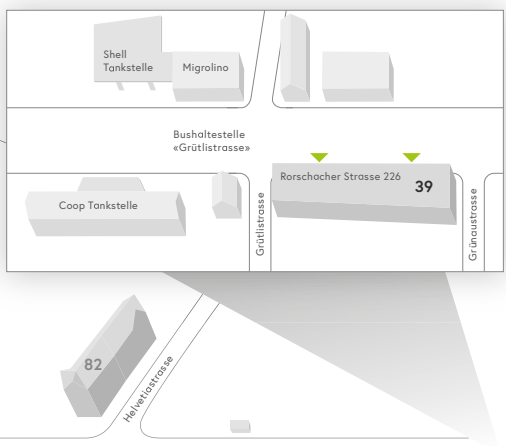 Shell
Tankstelle
Migrolino
Bushaltestelle
«Grütlistrasse»
Rorschacher Strasse 226
39
Coop Tankstelle
Grütlistrasse
Grünaustrasse
82
Helvetiastrasse